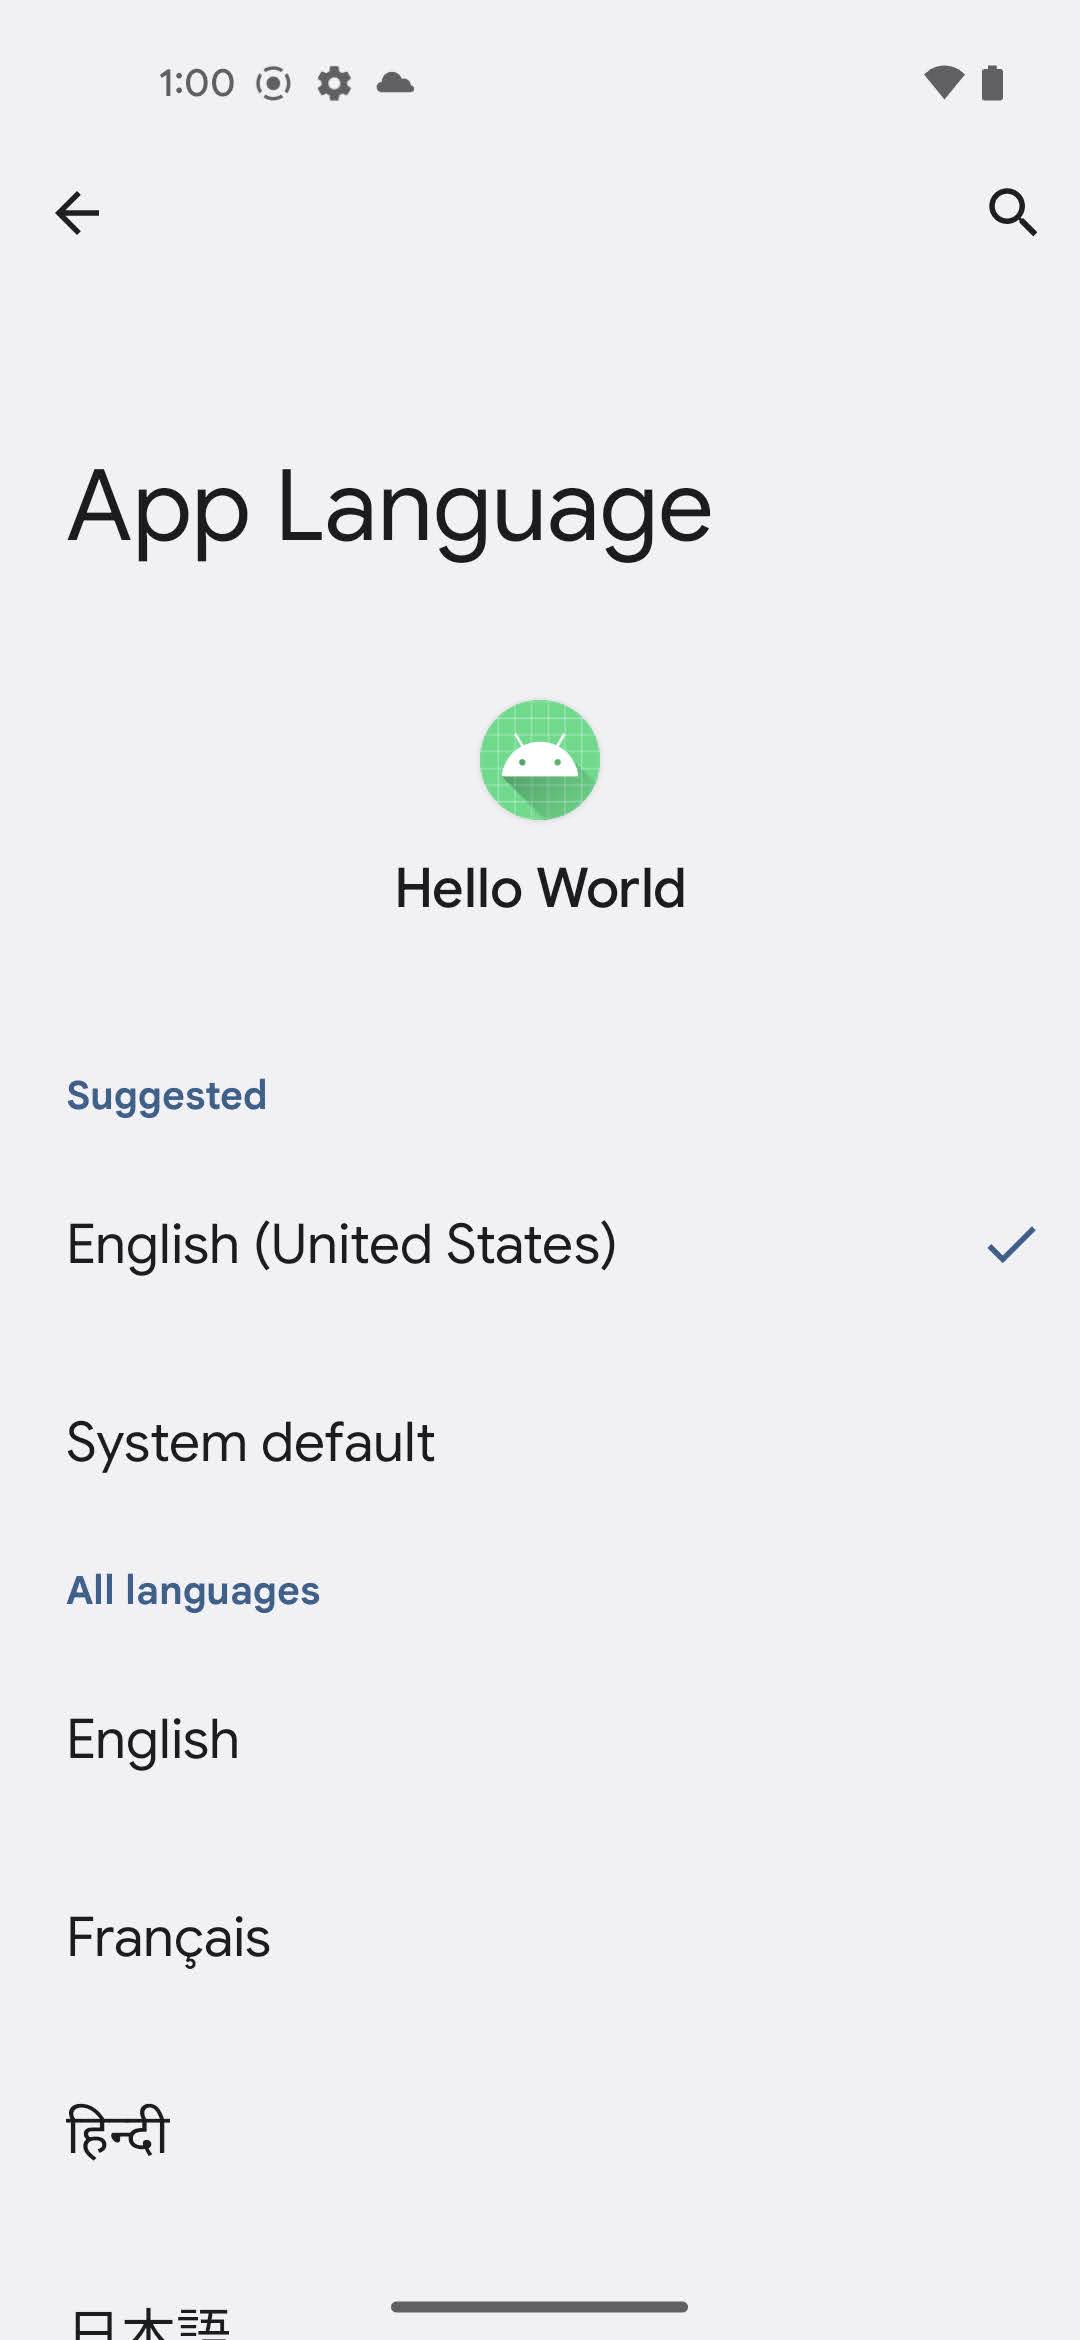 1:00
App Language
Hello World
Suggested
English (United States)
System default
All languages
English
Français
हिन्दी
日本語